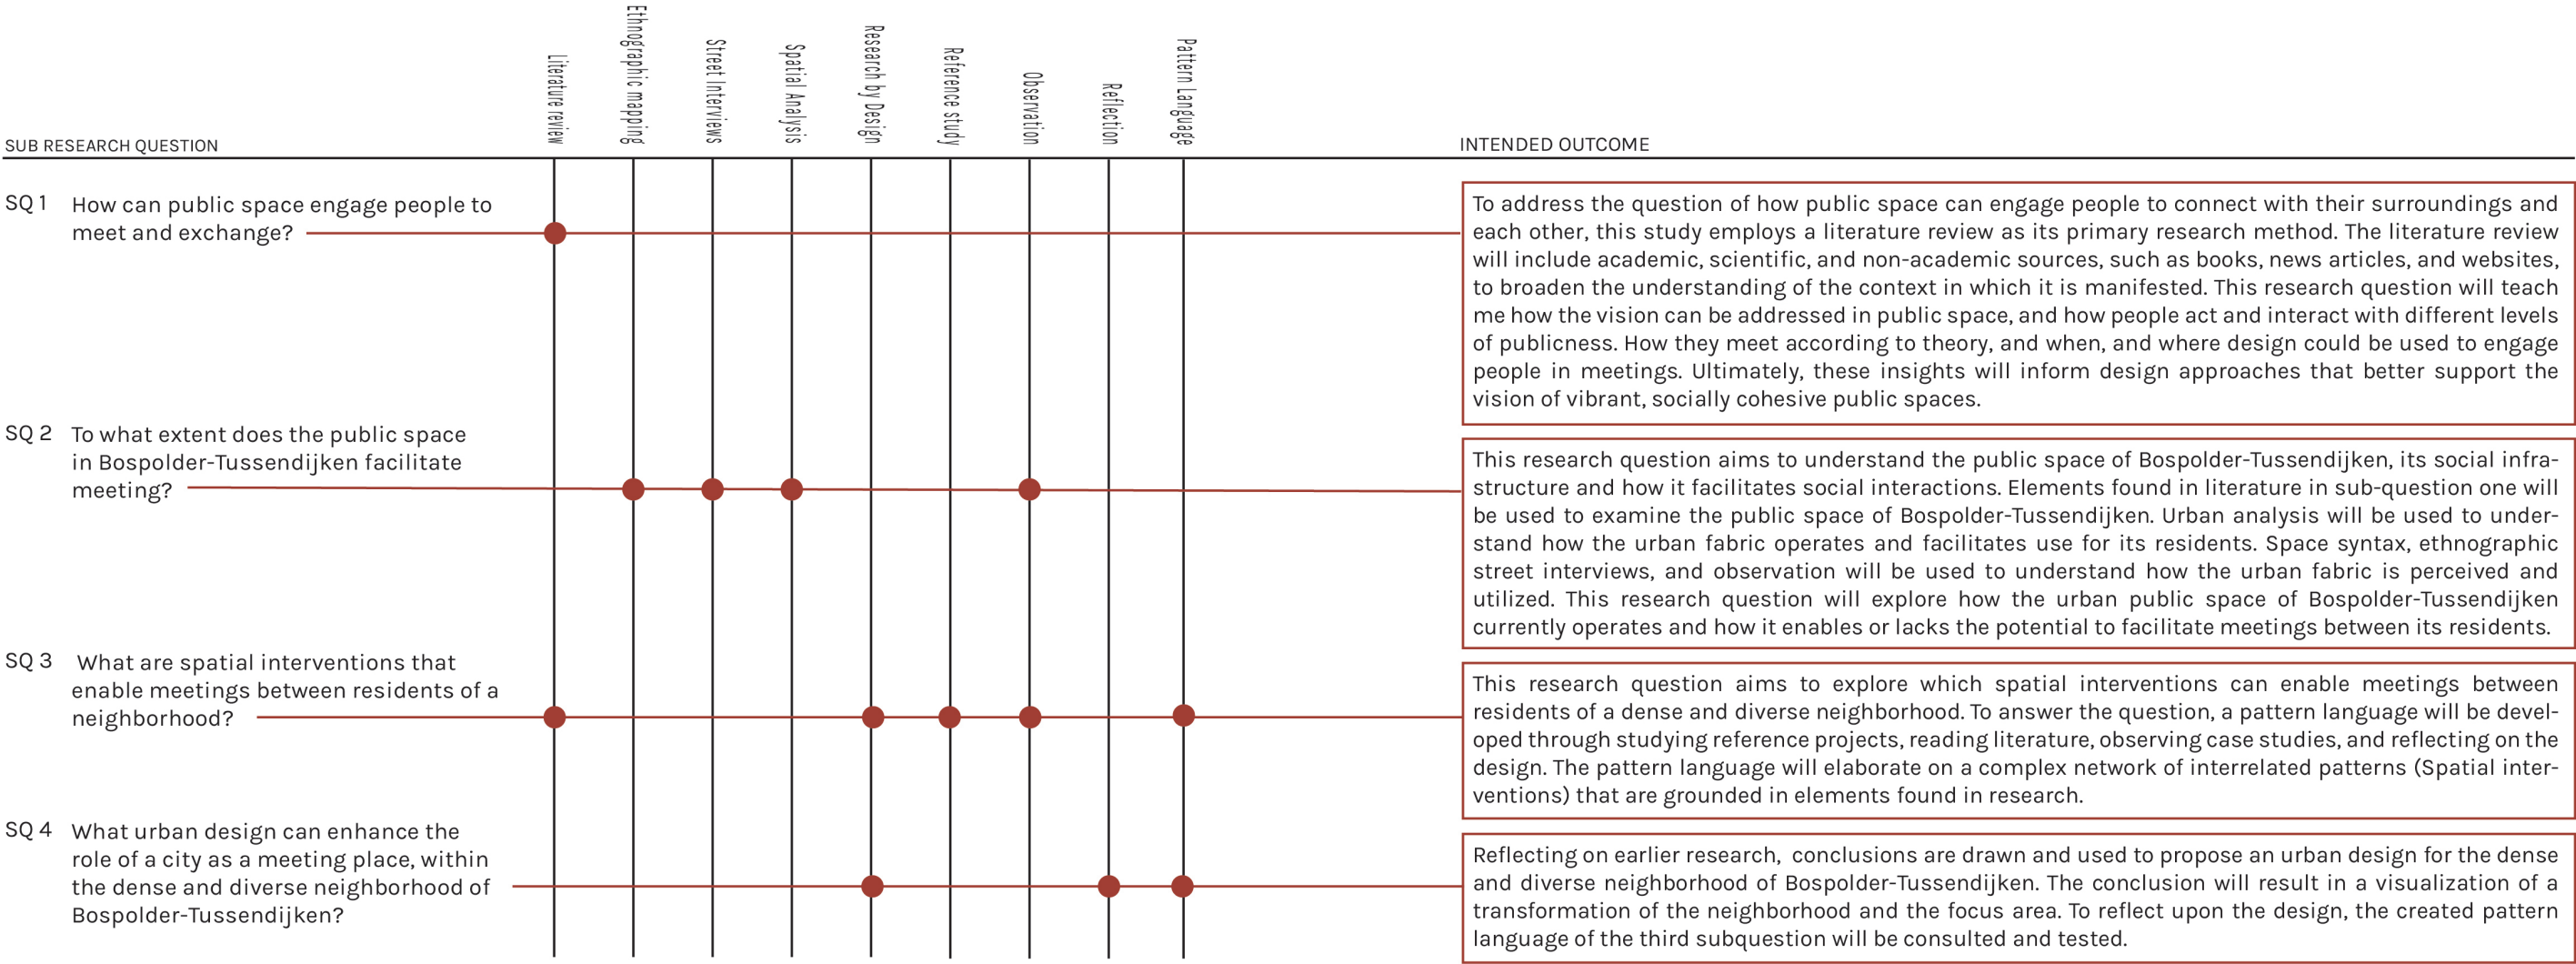 Literature review
Ethnographic mapping
Street Interviews
Spatial Analysis
Research by Design
Reference study
Observation
Reflection
Pattern Language
SUB RESEARCH QUESTION
INTENDED OUTCOME
SQ 1
How can public space engage people to
meet and exchange?
To address the question of how public space can engage people to connect with their surroundings and
each other, this study employs a literature review as its primary research method. The literature review
will include academic, scientific, and non-academic sources, such as books, news articles, and websites,
to broaden the understanding of the context in which it is manifested. This research question will teach
me how the vision can be addressed in public space, and how people act and interact with different levels
of publicness. How they meet according to theory, and when, and where design could be used to engage
people in meetings. Ultimately, these insights will inform design approaches that better support the
vision of vibrant, socially cohesive public spaces.
SQ 2
To what extent does the public space
in Bospolder-Tussendijken facilitate
meeting?
This research question aims to understand the public space of Bospolder-Tussendijken, its social infra-
structure and how it facilitates social interactions. Elements found in literature in sub-question one will
be used to examine the public space of Bospolder-Tussendijken. Urban analysis will be used to under-
stand how the urban fabric operates and facilitates use for its residents. Space syntax, ethnographic
street interviews, and observation will be used to understand how the urban fabric is perceived and
utilized. This research question will explore how the urban public space of Bospolder-Tussendijken
currently operates and how it enables or lacks the potential to facilitate meetings between its residents.
SQ 3
What are spatial interventions that
enable meetings between residents of a
neighborhood?
This research question aims to explore which spatial interventions can enable meetings between
residents of a dense and diverse neighborhood. To answer the question, a pattern language will be devel-
oped through studying reference projects, reading literature, observing case studies, and reflecting on the
design. The pattern language will elaborate on a complex network of interrelated patterns (Spatial inter-
ventions) that are grounded in elements found in research.
SQ 4
What urban design can enhance the
role of a city as a meeting place, within
the dense and diverse neighborhood of
Bospolder-Tussendijken?
Reflecting on earlier research, conclusions are drawn and used to propose an urban design for the dense
and diverse neighborhood of Bospolder-Tussendijken. The conclusion will result in a visualization of a
transformation of the neighborhood and the focus area. To reflect upon the design, the created pattern
language of the third subquestion will be consulted and tested.